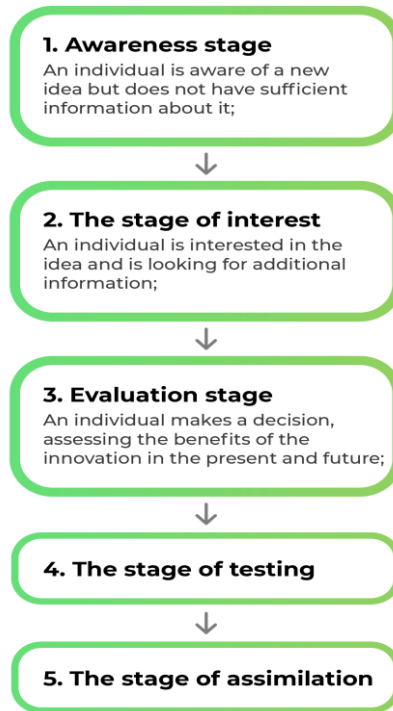 1. Awareness stage
An individual is aware of a new
idea but does not have sufficient
information about it;
2. The stage of interest
An individual is interested in the
idea and is looking for additional
information;
3. Evaluation stage
An individual makes a decision,
assessing the benefits of the
innovation in the present and future;
4. The stage of testing
5. The stage of assimilation